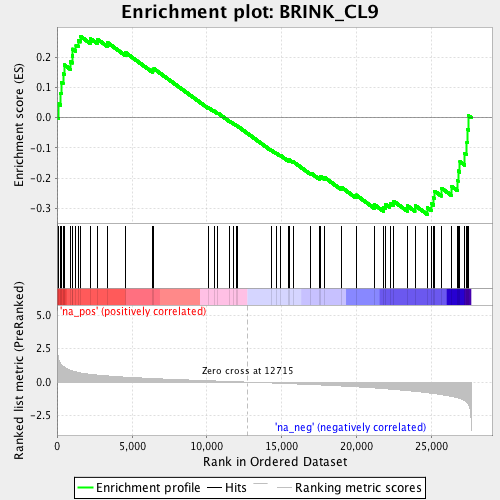 Enrichment plot: BRINK_CL9
Enrichment score (ES)
0.2
0.1
0.0
-0.1
-0.2
-0.3
'na_pos' (positively correlated)
Ranked list metric (PreRanked)
5.0
2.5
0.0
-2.5
Zero cross at 12715
'na_neg' (negatively correlated)
0
5,000
10,000
15,000
20,000
25,000
Rank in Ordered Dataset
Enrichment profile
Hits
Ranking metric scores